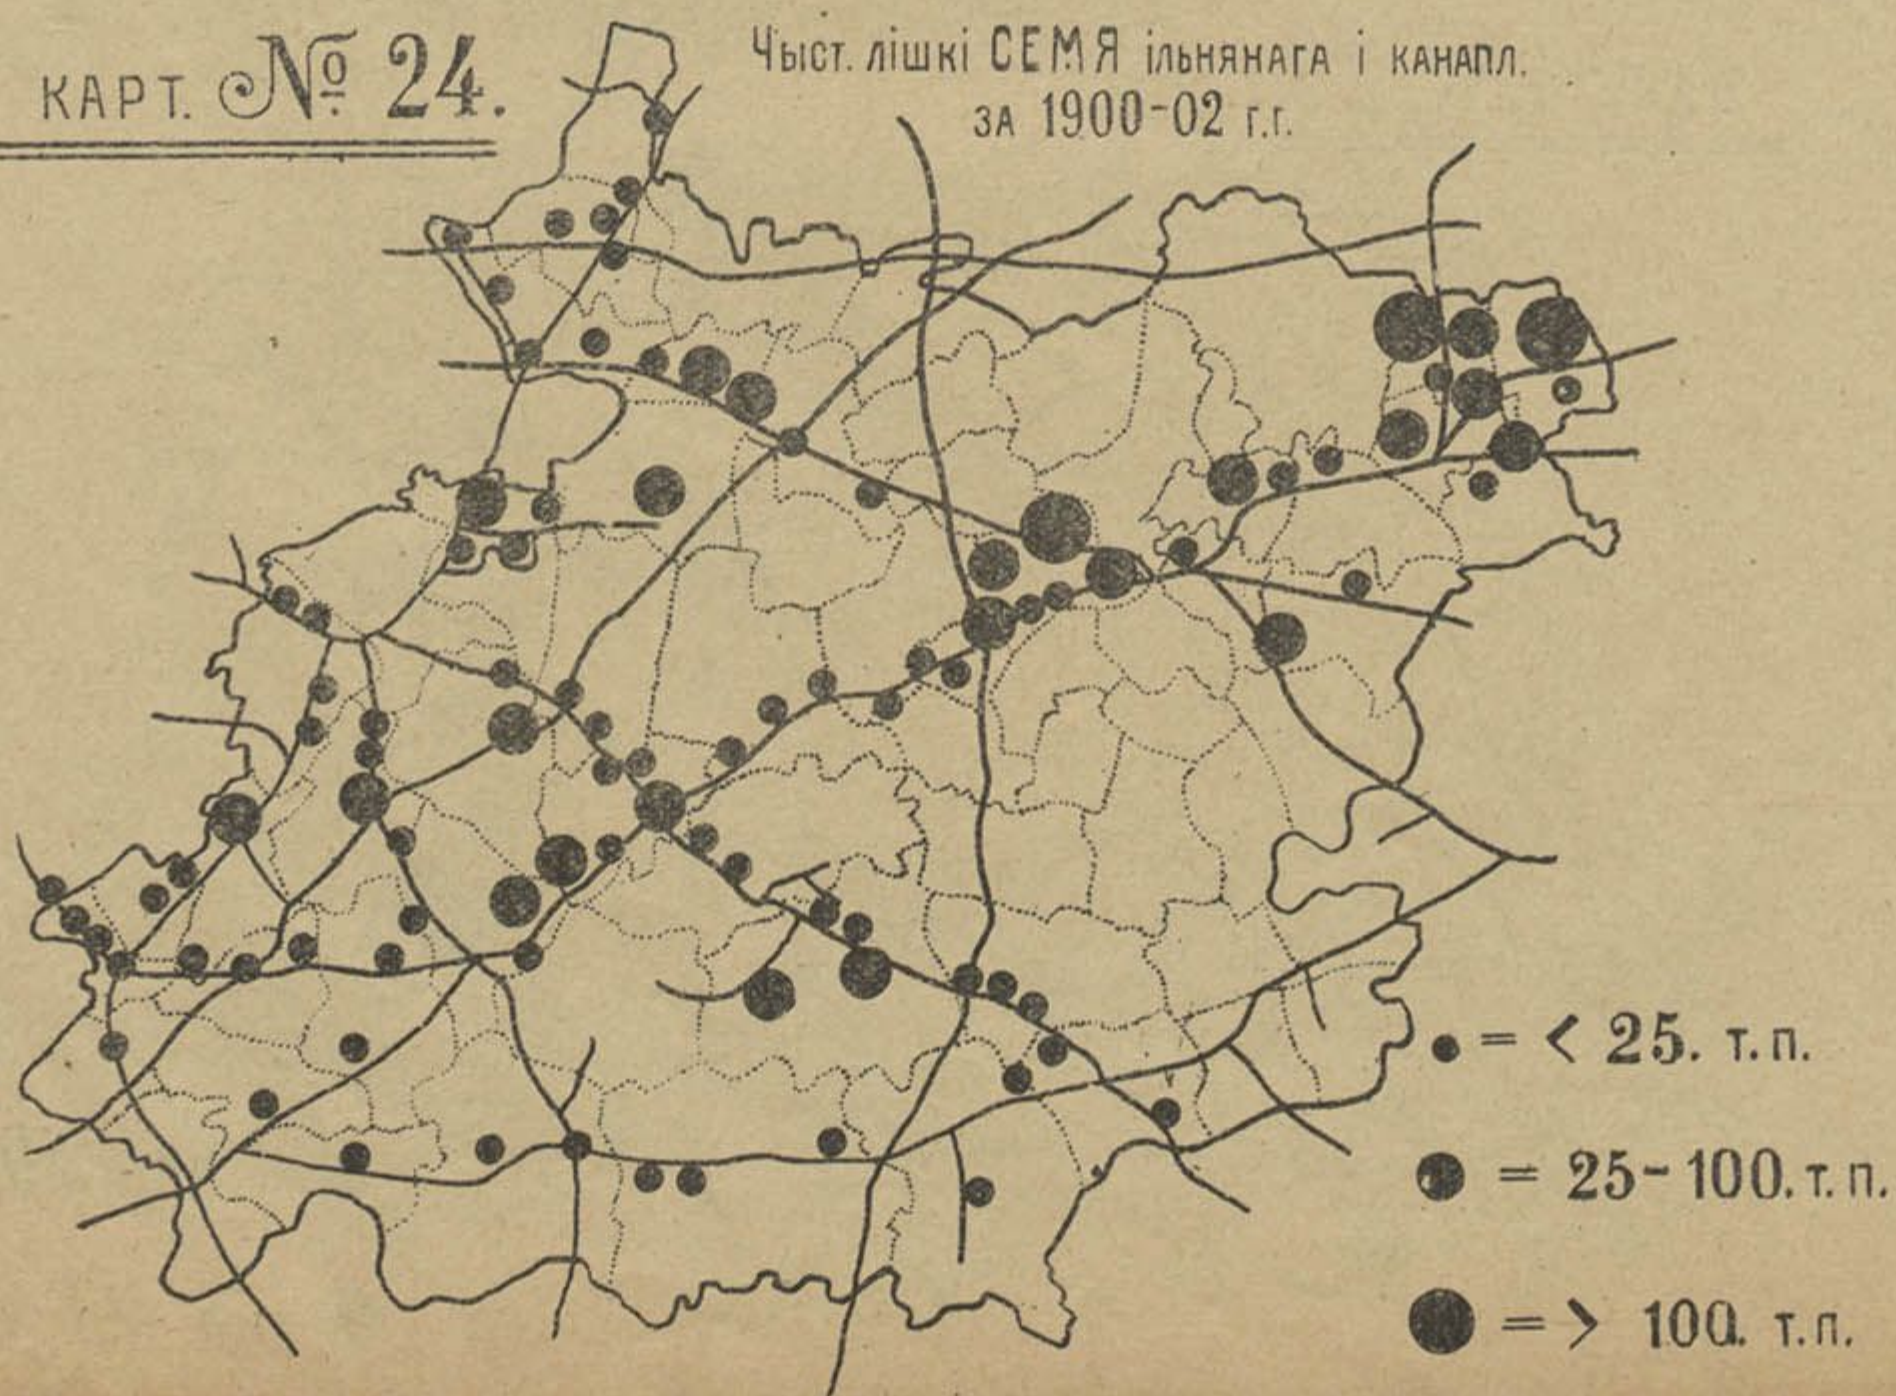 КАРТ. № 24.
Чыст. лішкі СЕМЯ ільнянага і канапл.
за 1900-02 г.г.
= < 25. т.п.
= 25-100. т.п.
= > 100. т.п.